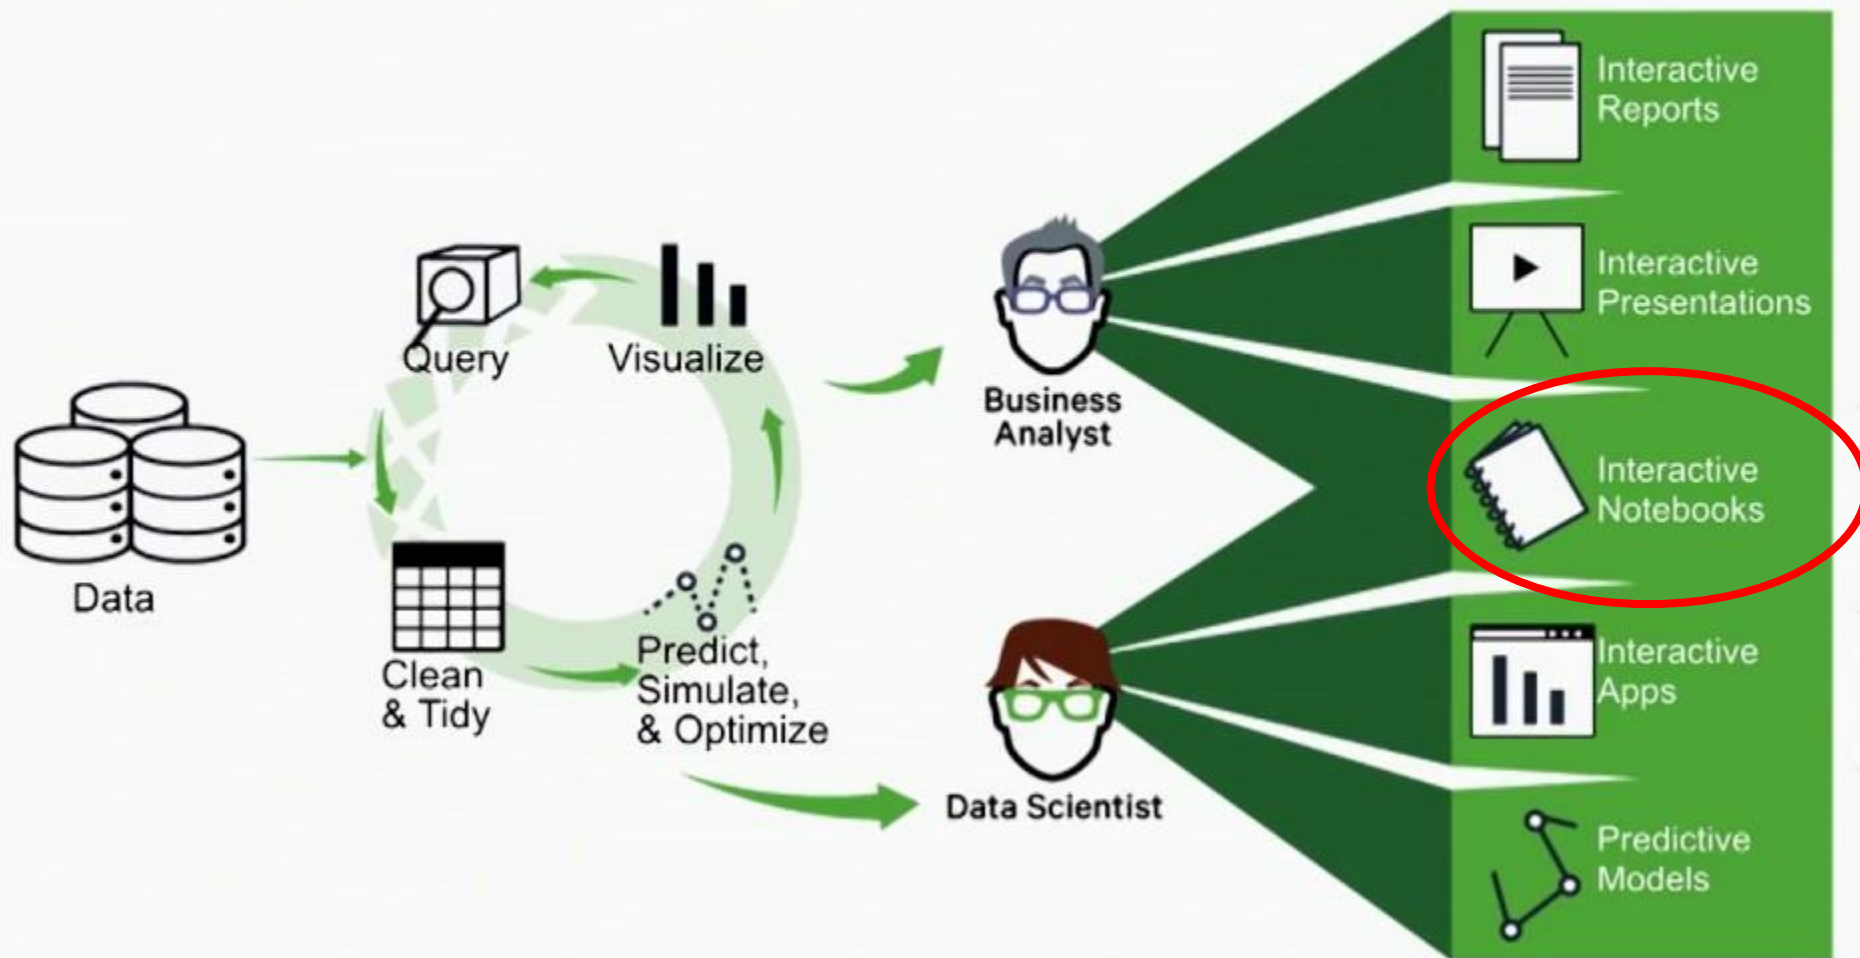 Data
Query
Visualize
Clean
& Tidy
Predict,
Simulate,
& Optimize
Business
Analyst
Data Scientist
Interactive
Reports
Interactive
Presentations
Interactive
Notebooks
Interactive
Apps
Predictive
Models